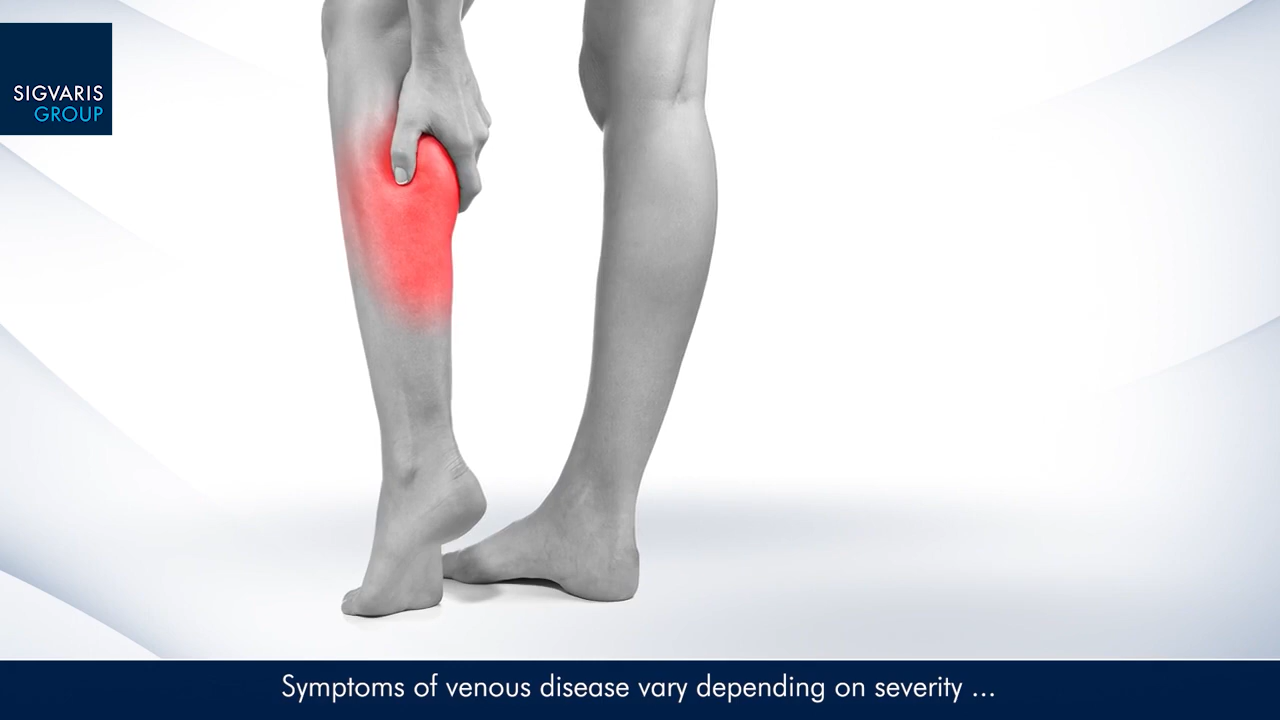 SIGVARIS
GROUP
Symptoms of venous disease vary depending on severity ...